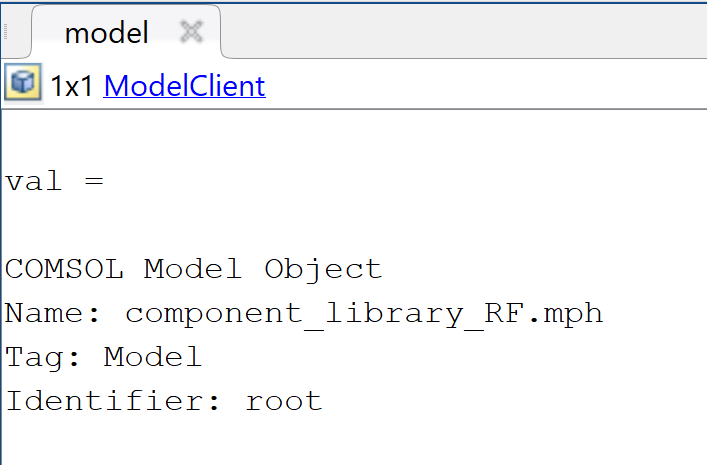 model
1x1 ModelClient
val =
COMSOL Model Object
Name: component_library_RF.mph
Tag: Model
Identifier: root